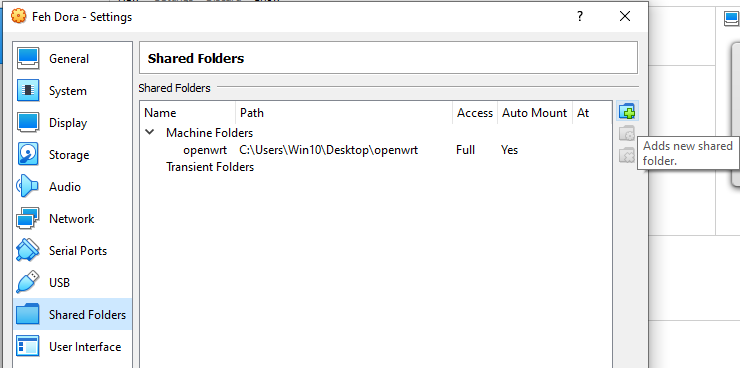 Feh Dora - Settings
?
General
System
Display
Storage
Audio
Network
Serial Ports
USB
Shared Folders
User Interface
Shared Folders
Shared Folders
Name Path Access Auto Mount At
Machine Folders
openwrt C:\Users\Win10\Desktop\openwrt Full Yes
Transient Folders
Adds new shared
folder.